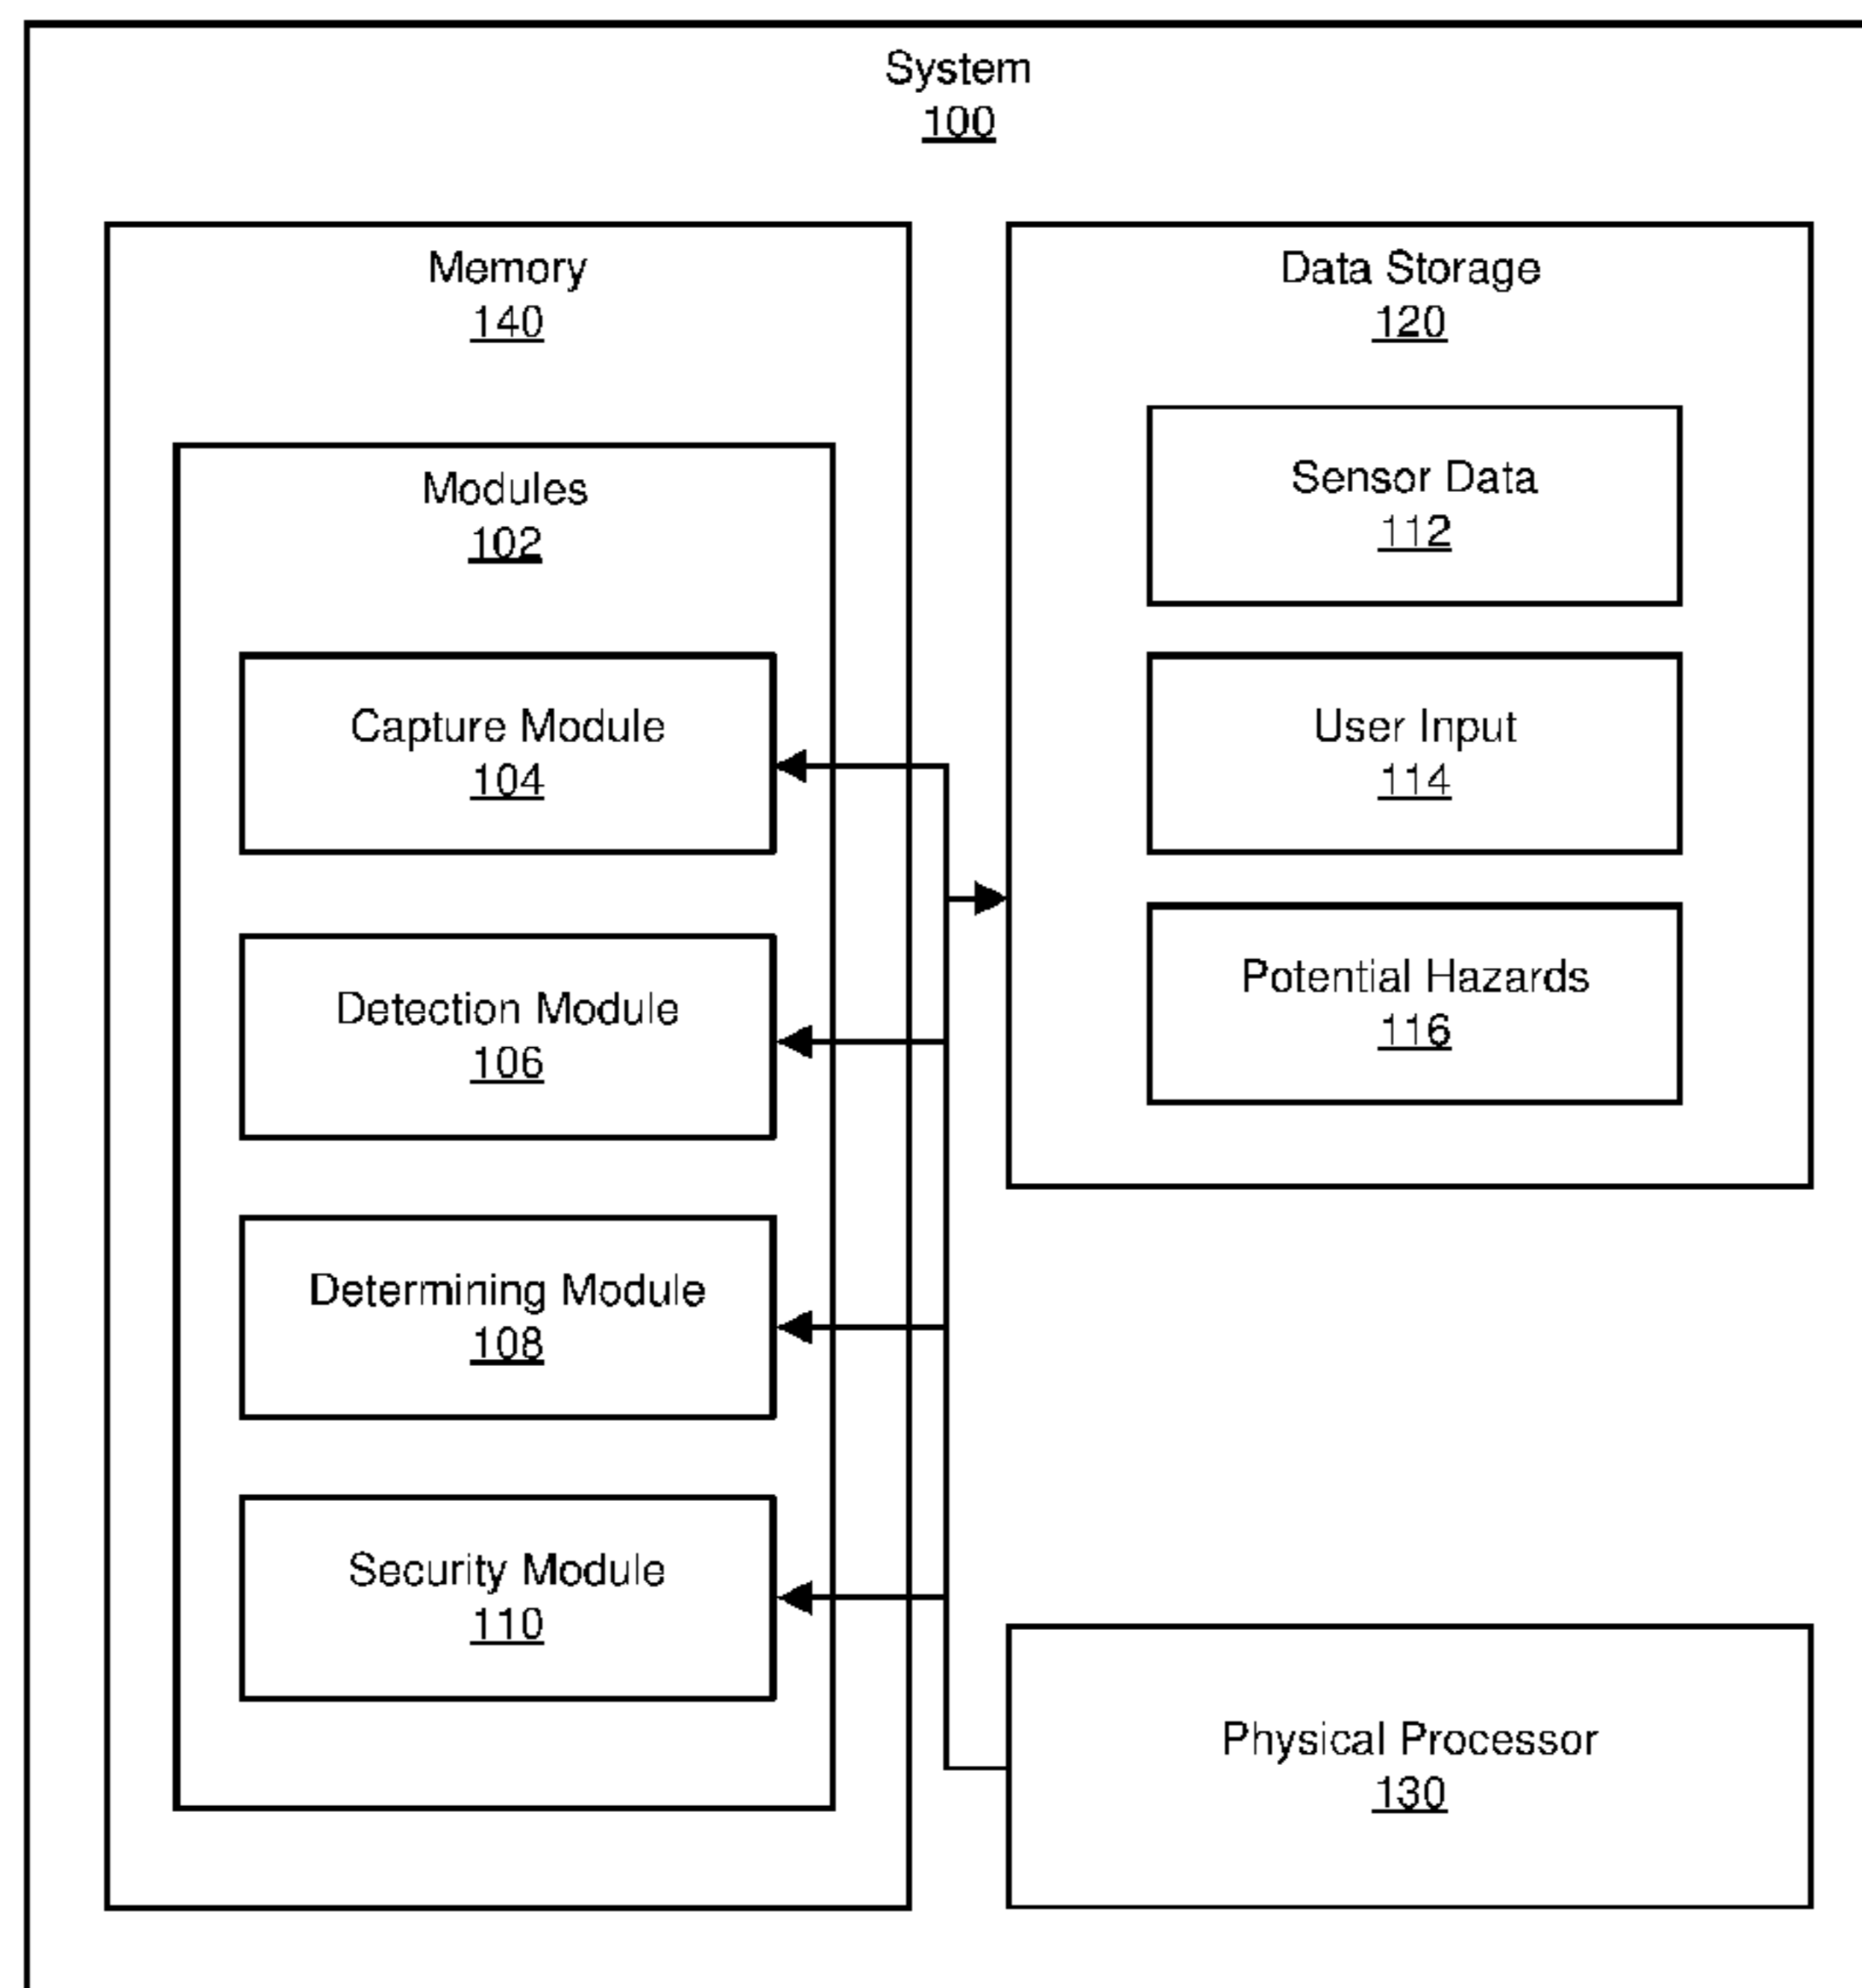 System
100
Memory
140
Modules
102
Capture Module
104
Detection Module
106
Determining Module
108
Security Module
110
Data Storage
120
Sensor Data
112
User Input
114
Potential Hazards
116
Physical Processor
130